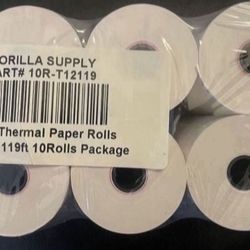 ORILLA SUPPLY
ART# 10R-T12119
Thermal Paper Rolls
119ft 10Rolls Package